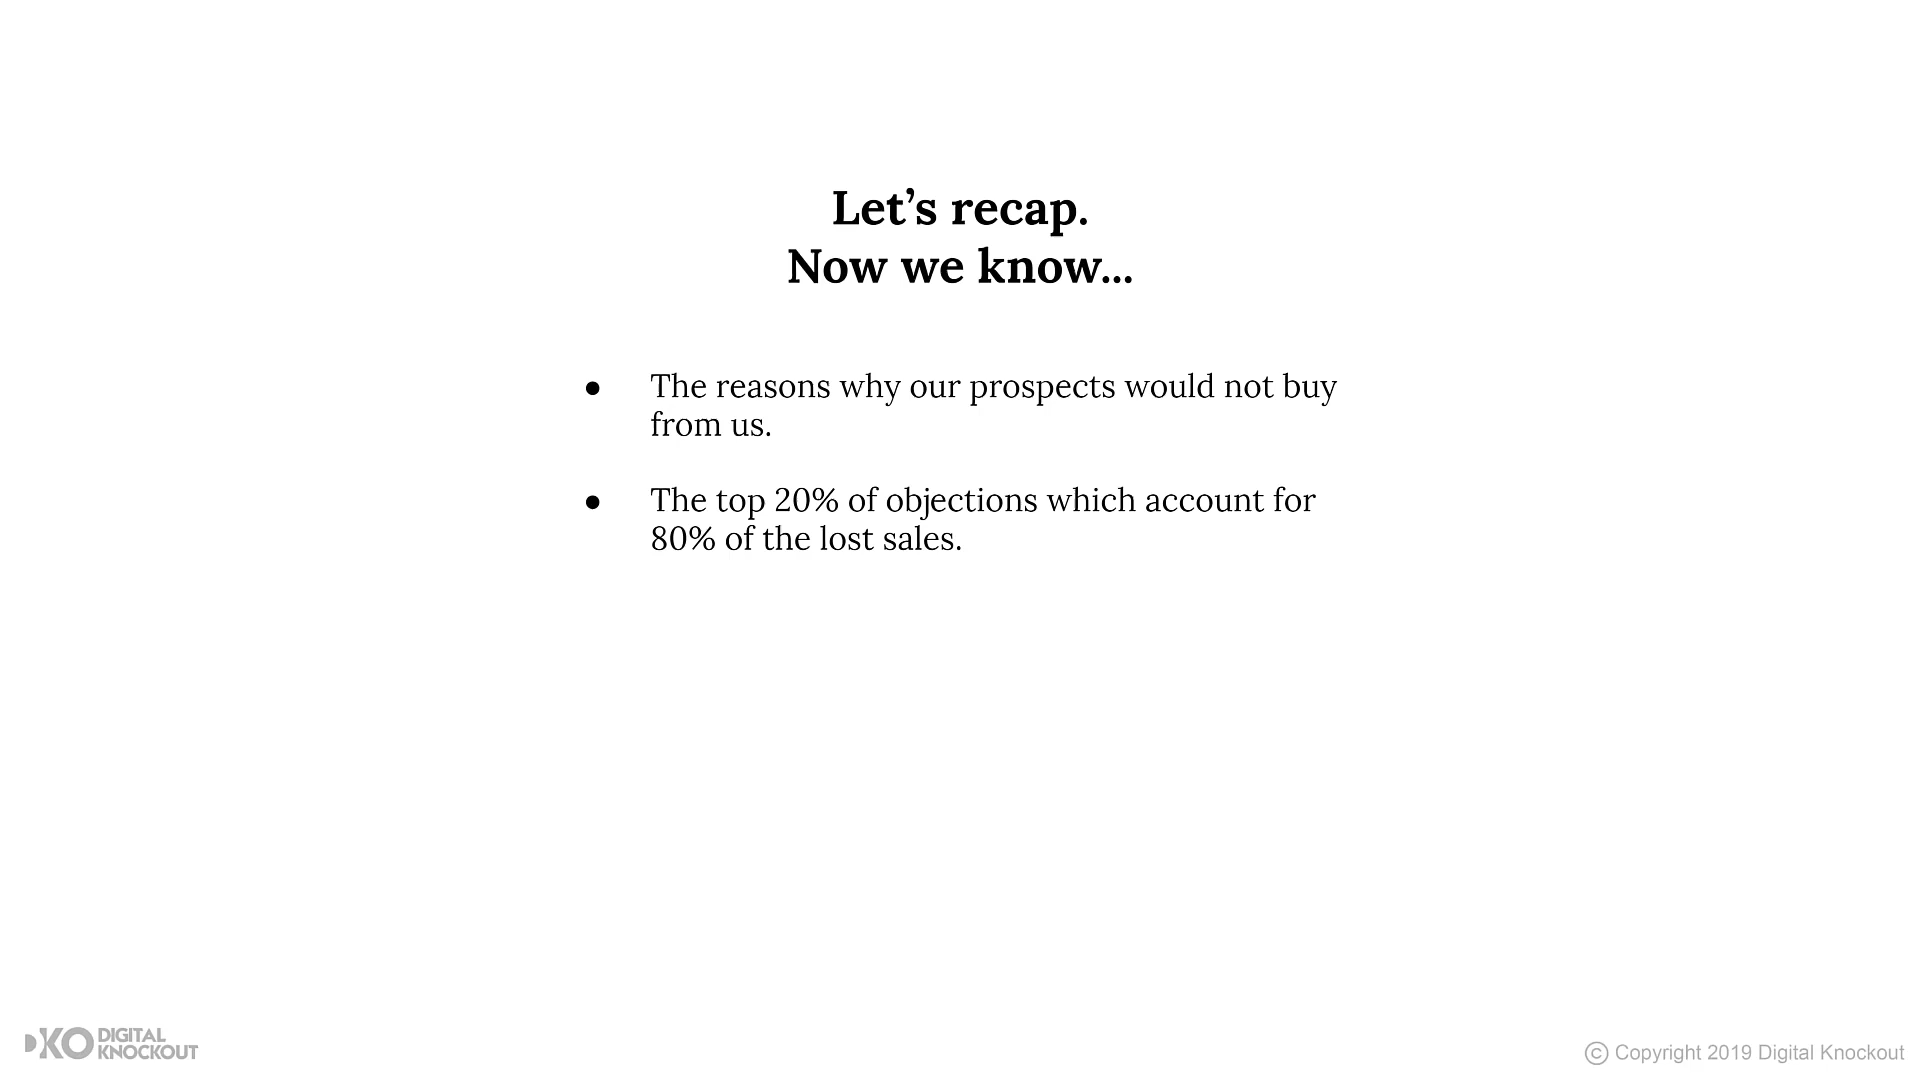 Let’s recap.
Now we know...
● The reasons why our prospects would not buy
from us.
● The top 20% of objections which account for
80% of the lost sales.
DKO DIGITAL
KNOCKOUT
© Copyright 2019 Digital Knockout